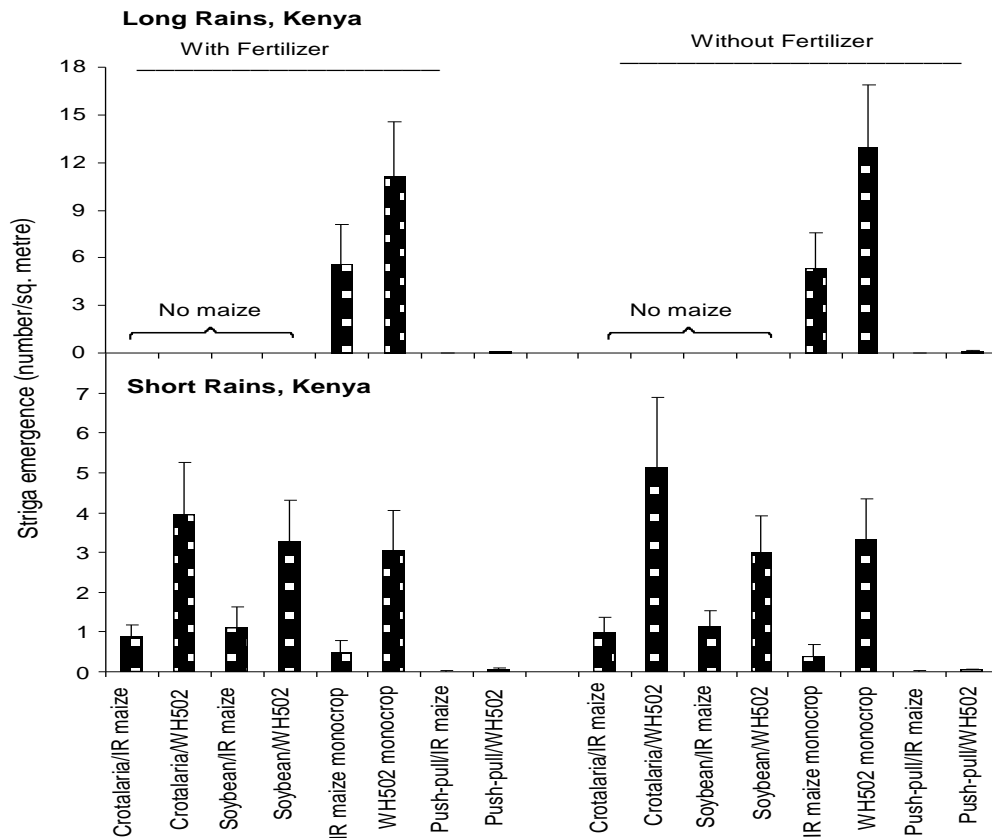 Long Rains, Kenya
With Fertilizer
Without Fertilizer
18
15
12
9
6
3
0
No maize
No maize
Striga emergence (number/sq. metre)
Short Rains, Kenya
7
6
5
4
3
2
1
0
Crotalaria/IR maize
Crotalaria/WH502
Soybean/IR maize
Soybean/WH502
IR maize monocrop
WH502 monocrop
Push-pull/IR maize
Push-pull/WH502
Crotalaria/IR maize
Crotalaria/WH502
Soybean/IR maize
Soybean/WH502
IR maize monocrop
WH502 monocrop
Push-pull/IR maize
Push-pull/WH502